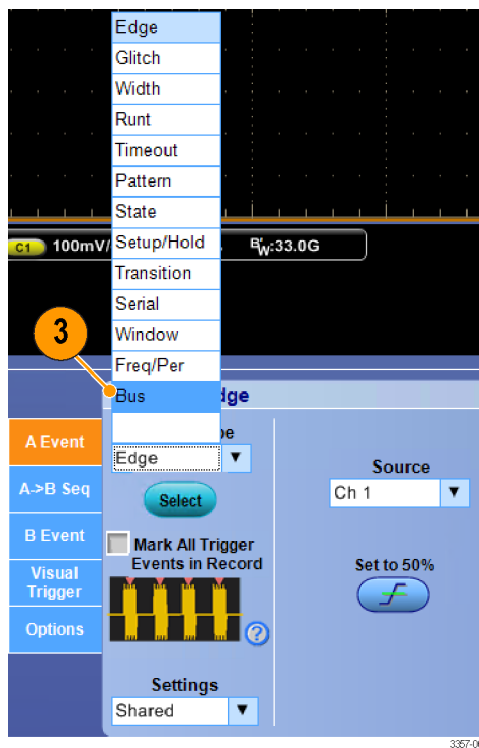 Edge
Glitch
Width
Runt
Timeout
Pattern
State
C1 100mV/ Setup/Hold BW:33.0G
Transition
Serial
Window
Freq/Per
3
Bus dge
A Event
pe
Edge
A->B Seq
Select
Source
Ch 1
B Event
Mark All Trigger
Events in Record
Set to 50%
Visual
Trigger
Options
?
Settings
Shared
3357-0